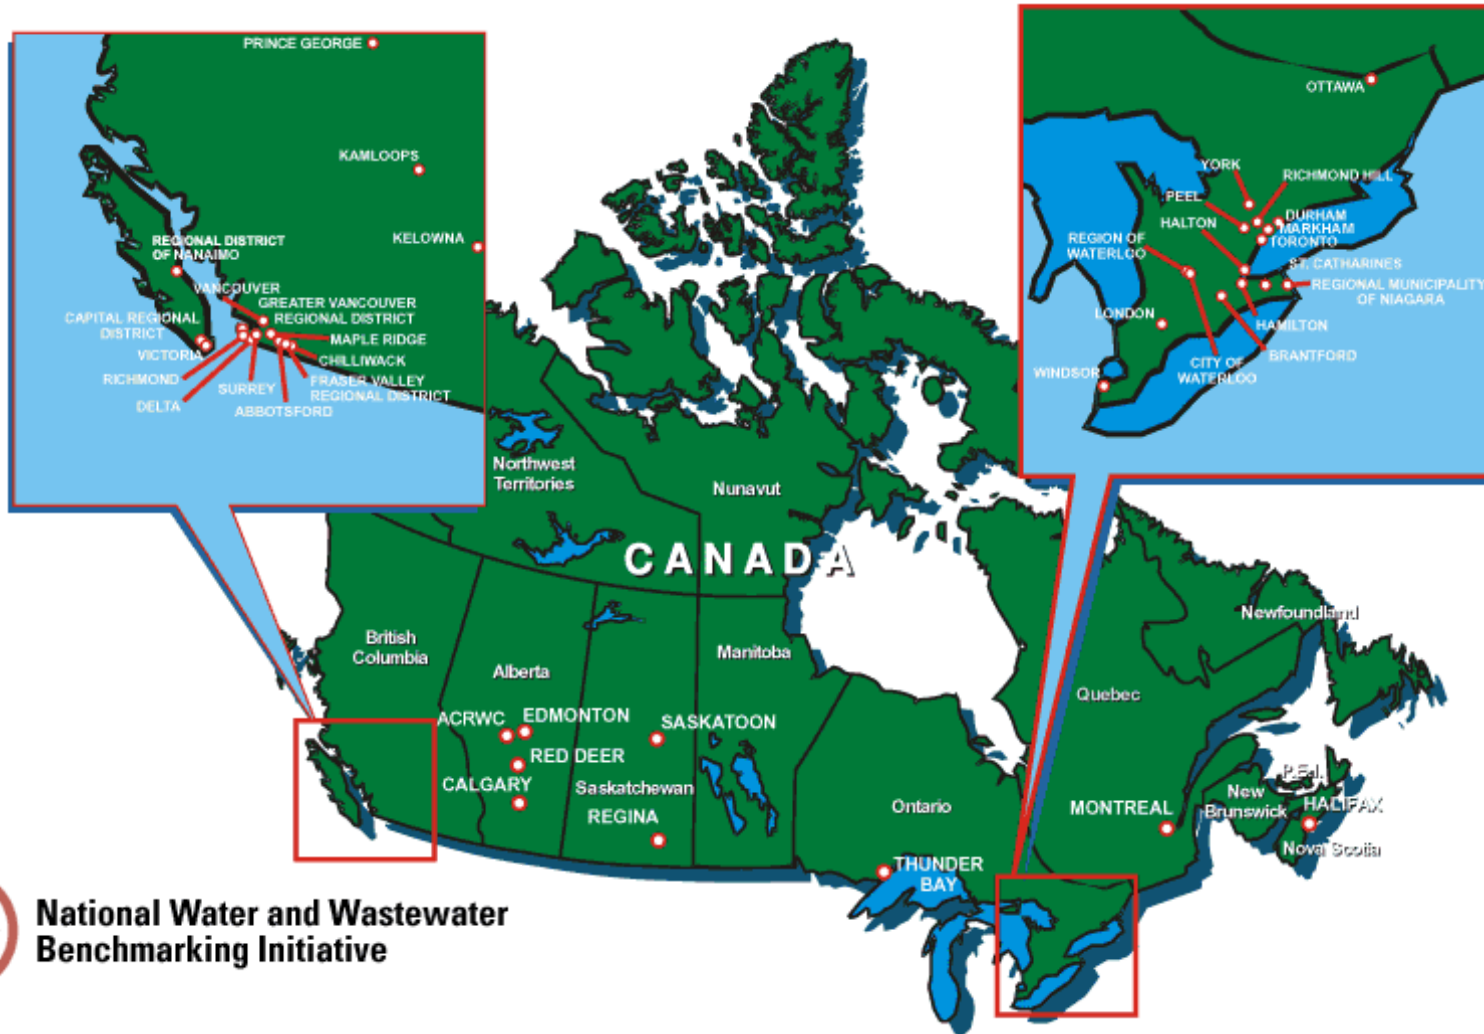 PRINCE GEORGE
KAMLOOPS
KELOWNA
REGIONAL DISTRICT
OF NANAIMO
VANCOUVER
GREATER VANCOUVER
REGIONAL DISTRICT
CAPITAL REGIONAL
DISTRICT
MAPLE RIDGE
VICTORIA
CHILLIWACK
RICHMOND
SURREY
FRASER VALLEY
REGIONAL DISTRICT
DELTA
ABBOTSFORD
OTTAWA
YORK
RICHMOND HILL
PEEL
HALTON
DURHAM
MARKHAM
TORONTO
REGION OF
WATERLOO
ST. CATHARINES
REGIONAL MUNICIPALITY
OF NIAGARA
LONDON
HAMILTON
BRANTFORD
CITY OF
WATERLOO
WINDSOR
Northwest
Territories
Nunavut
CANADA
British
Columbia
Alberta
Manitoba
Newfoundland
Quebec
ACRWC
EDMONTON
SASKATOON
RED DEER
CALGARY
Saskatchewan
REGINA
Ontario
MONTREAL
P.E.I.
New
Brunswick
HALIFAX
Nova Scotia
THUNDER
BAY
National Water and Wastewater
Benchmarking Initiative